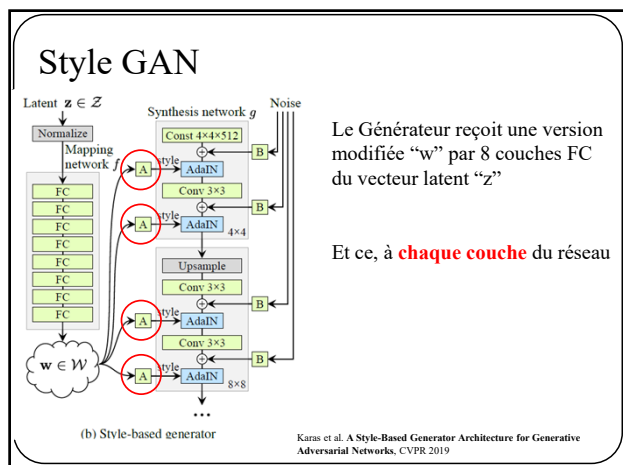 Style GAN
Latent z ∈ Z
Normalize
Mapping
network f
FC
FC
FC
FC
FC
FC
FC
FC
w ∈ W
Synthesis network g
Noise
Const 4×4×512
B
A
style
AdaIN
Conv 3×3
B
A
style
AdaIN
4×4
Upsample
Conv 3×3
B
A
style
AdaIN
Conv 3×3
B
A
style
AdaIN
8×8
...
(b) Style-based generator
Le Générateur reçoit une version
modifiée “w” par 8 couches FC
du vecteur latent “z”
Et ce, à chaque couche du réseau
Karas et al. A Style-Based Generator Architecture for Generative
Adversarial Networks, CVPR 2019